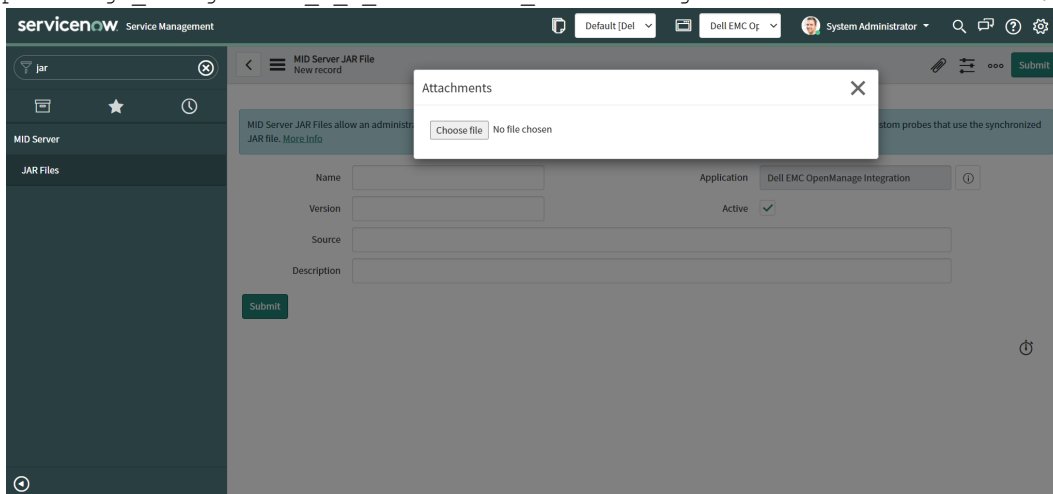 servicenow. Service Management
Default [Del
Dell EMC Op
System Administrator
jar
MID Server
JAR Files
MID Server JAR File
New record
Submit
Attachments
Choose file No file chosen
MID Server JAR Files allow an administr
stom probes that use the synchronized
JAR file. More Info
Name
Application Dell EMC OpenManage Integration
Version
Active
Source
Description
Submit